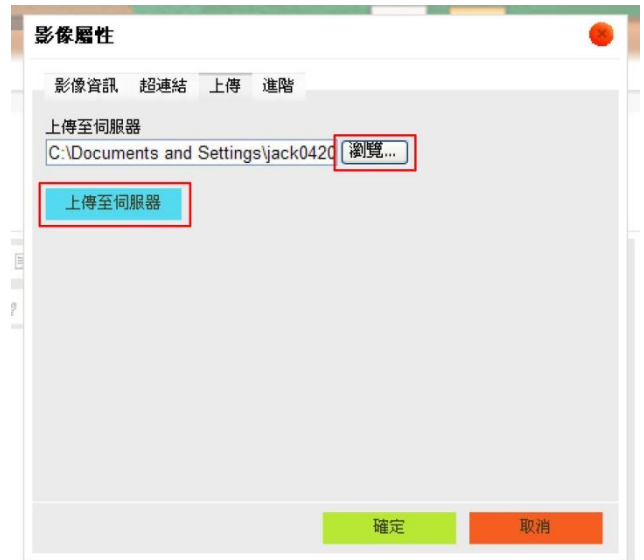 影像屬性
影像資訊 超連結 上傳 進階
上傳至伺服器
C:\Documents and Settings\jack0420 瀏覽...
上傳至伺服器
確定 取消